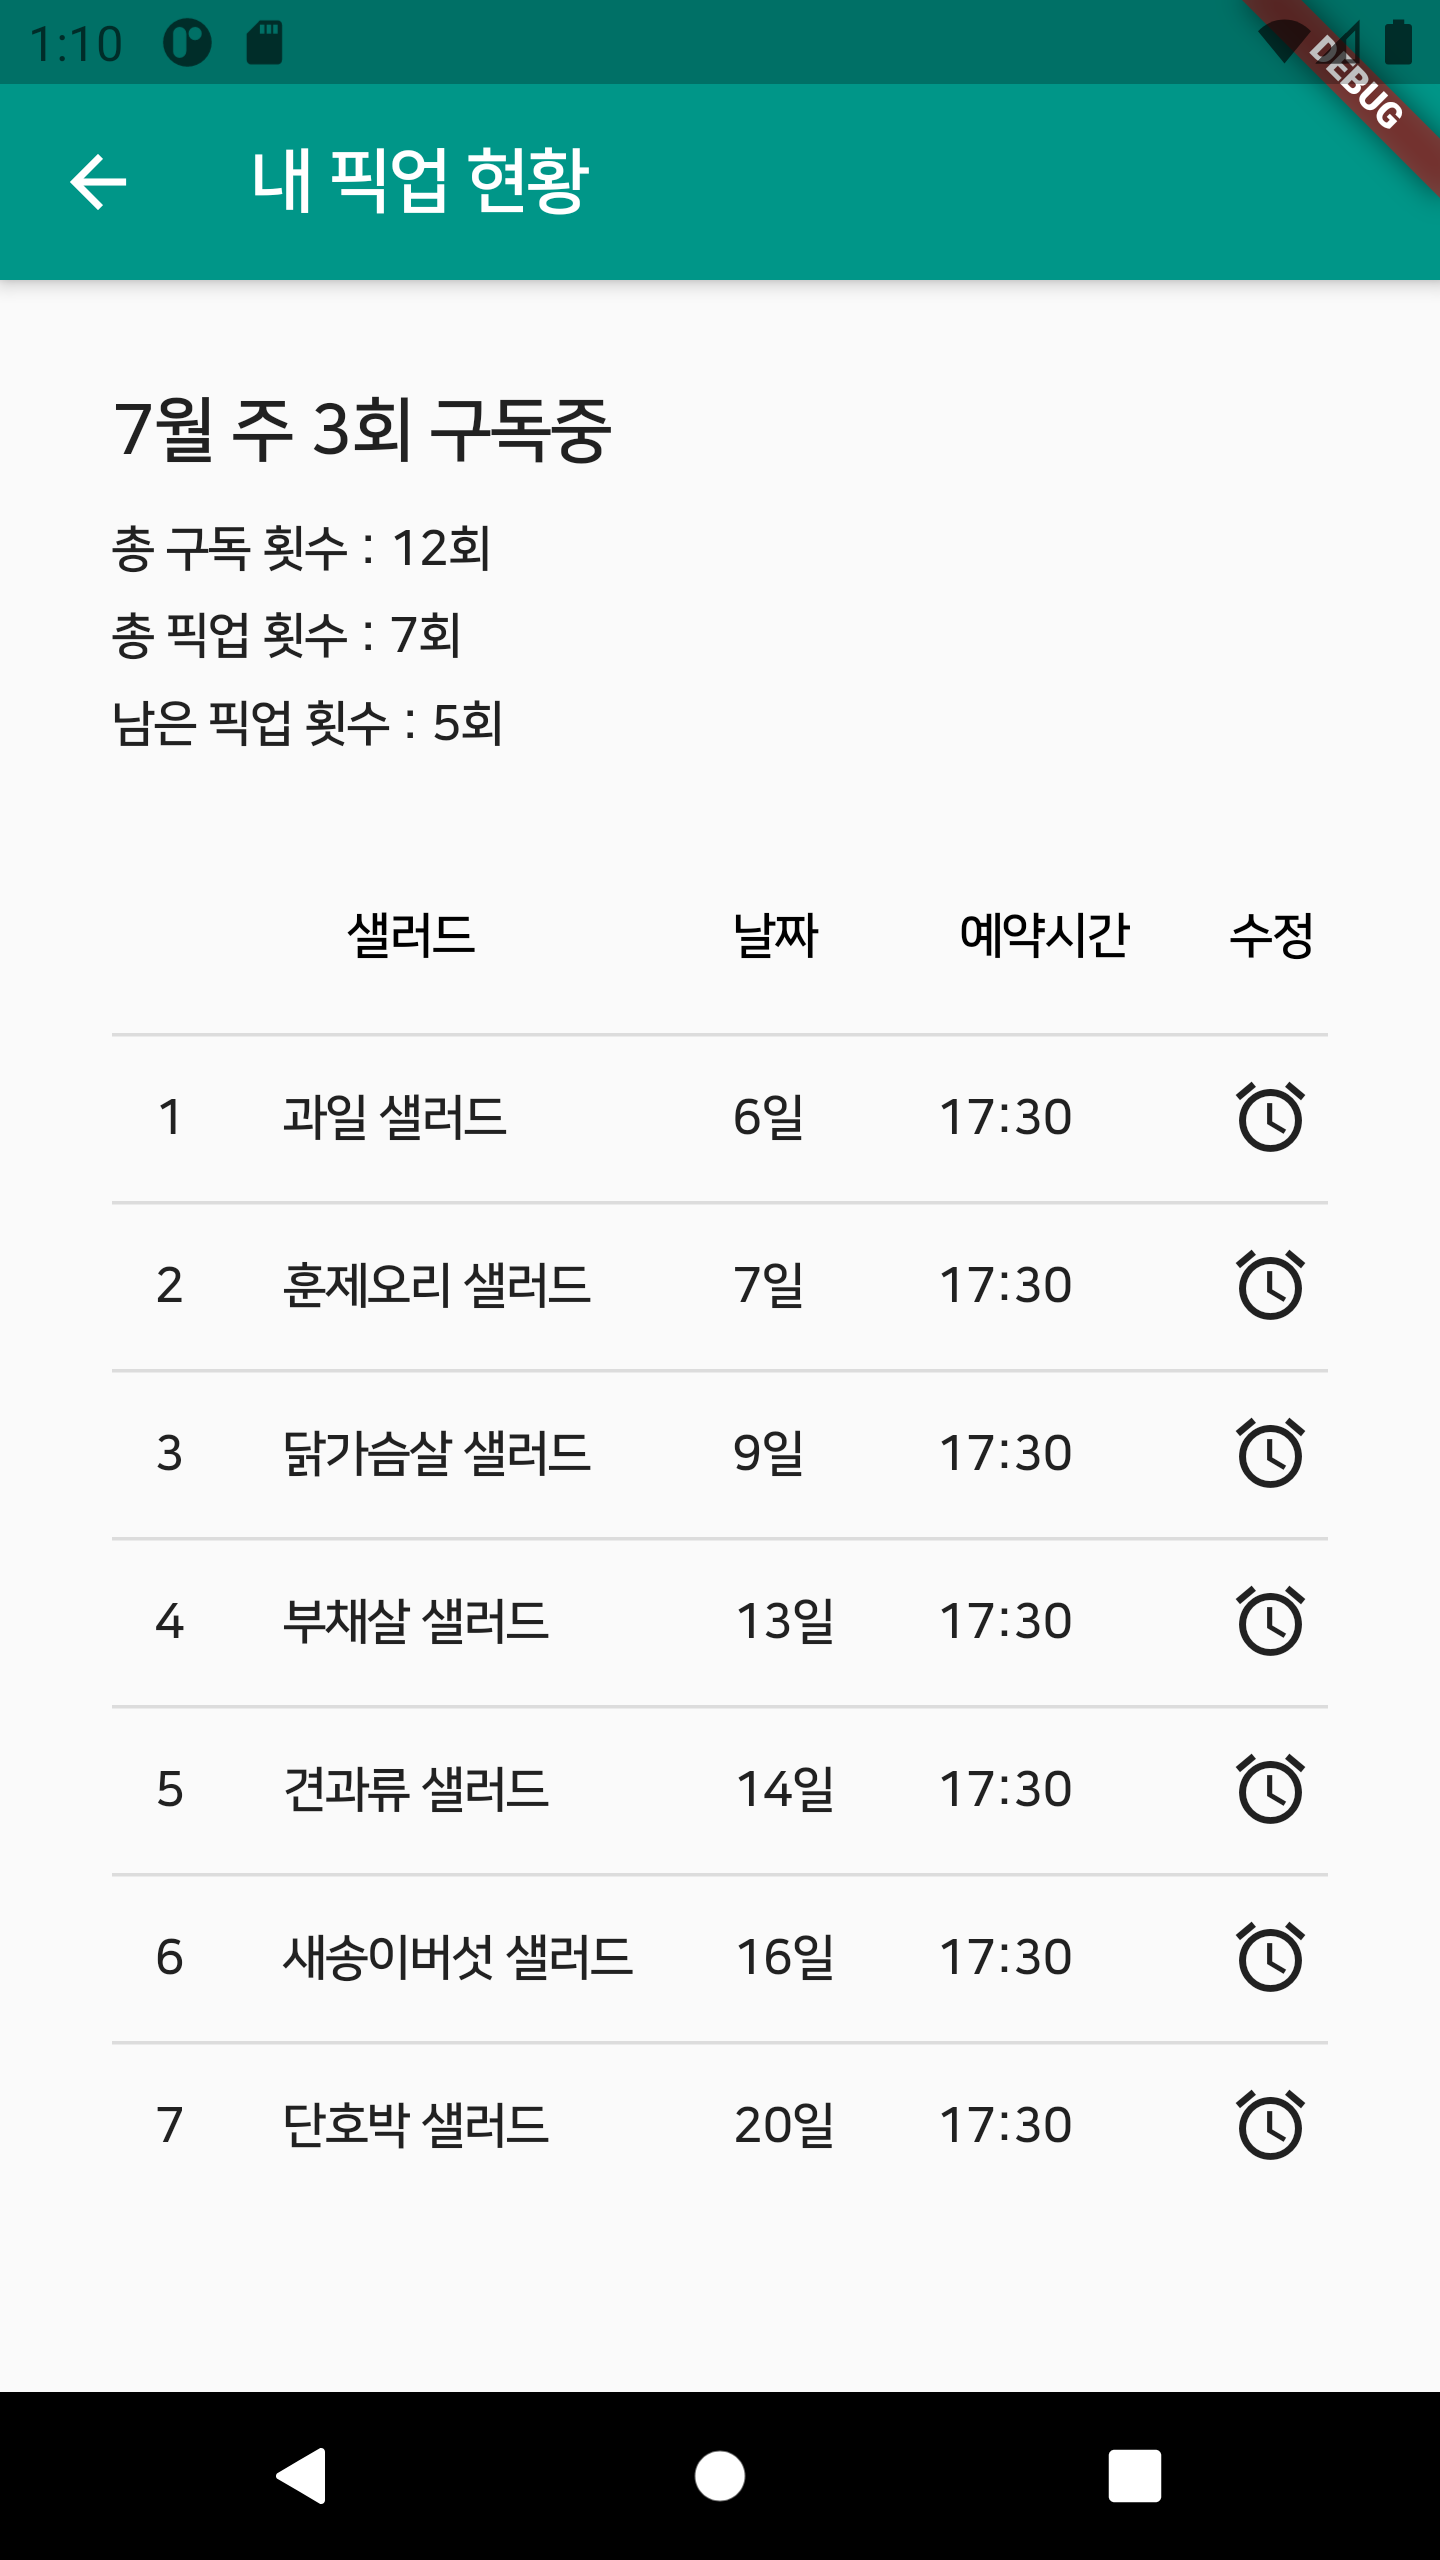 1:10
DEBUG
내 픽업 현황
7월 주 3회 구독중
총 구독 횟수 : 12회
총 픽업 횟수 : 7회
남은 픽업 횟수 : 5회
샐러드 날짜 예약시간 수정
1 과일 샐러드 6일 17:30
2 훈제오리 샐러드 7일 17:30
3 닭가슴살 샐러드 9일 17:30
4 부채살 샐러드 13일 17:30
5 견과류 샐러드 14일 17:30
6 새송이버섯 샐러드 16일 17:30
7 단호박 샐러드 20일 17:30